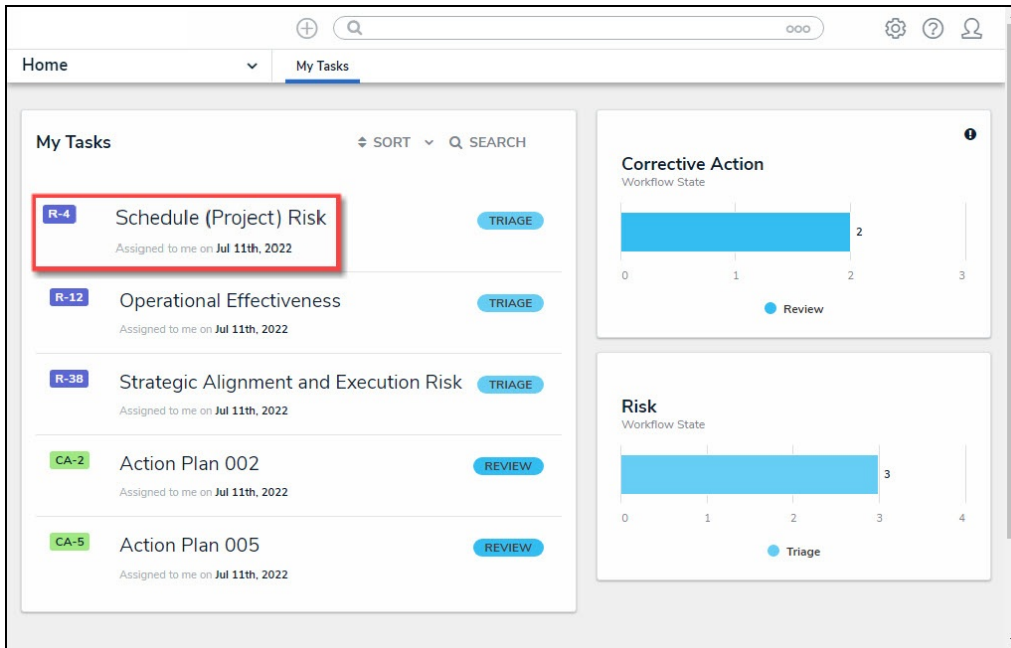 ooo
Home
My Tasks
My Tasks
SORT
SEARCH
R-4
Schedule (Project) Risk
TRIAGE
Assigned to me on Jul 11th, 2022
R-12
Operational Effectiveness
TRIAGE
Assigned to me on Jul 11th, 2022
R-38
Strategic Alignment and Execution Risk
TRIAGE
Assigned to me on Jul 11th, 2022
CA-2
Action Plan 002
REVIEW
Assigned to me on Jul 11th, 2022
CA-5
Action Plan 005
REVIEW
Assigned to me on Jul 11th, 2022
Corrective Action
Workflow State
2
0 1 2 3
Review
Risk
Workflow State
3
0 1 2 3 4
Triage